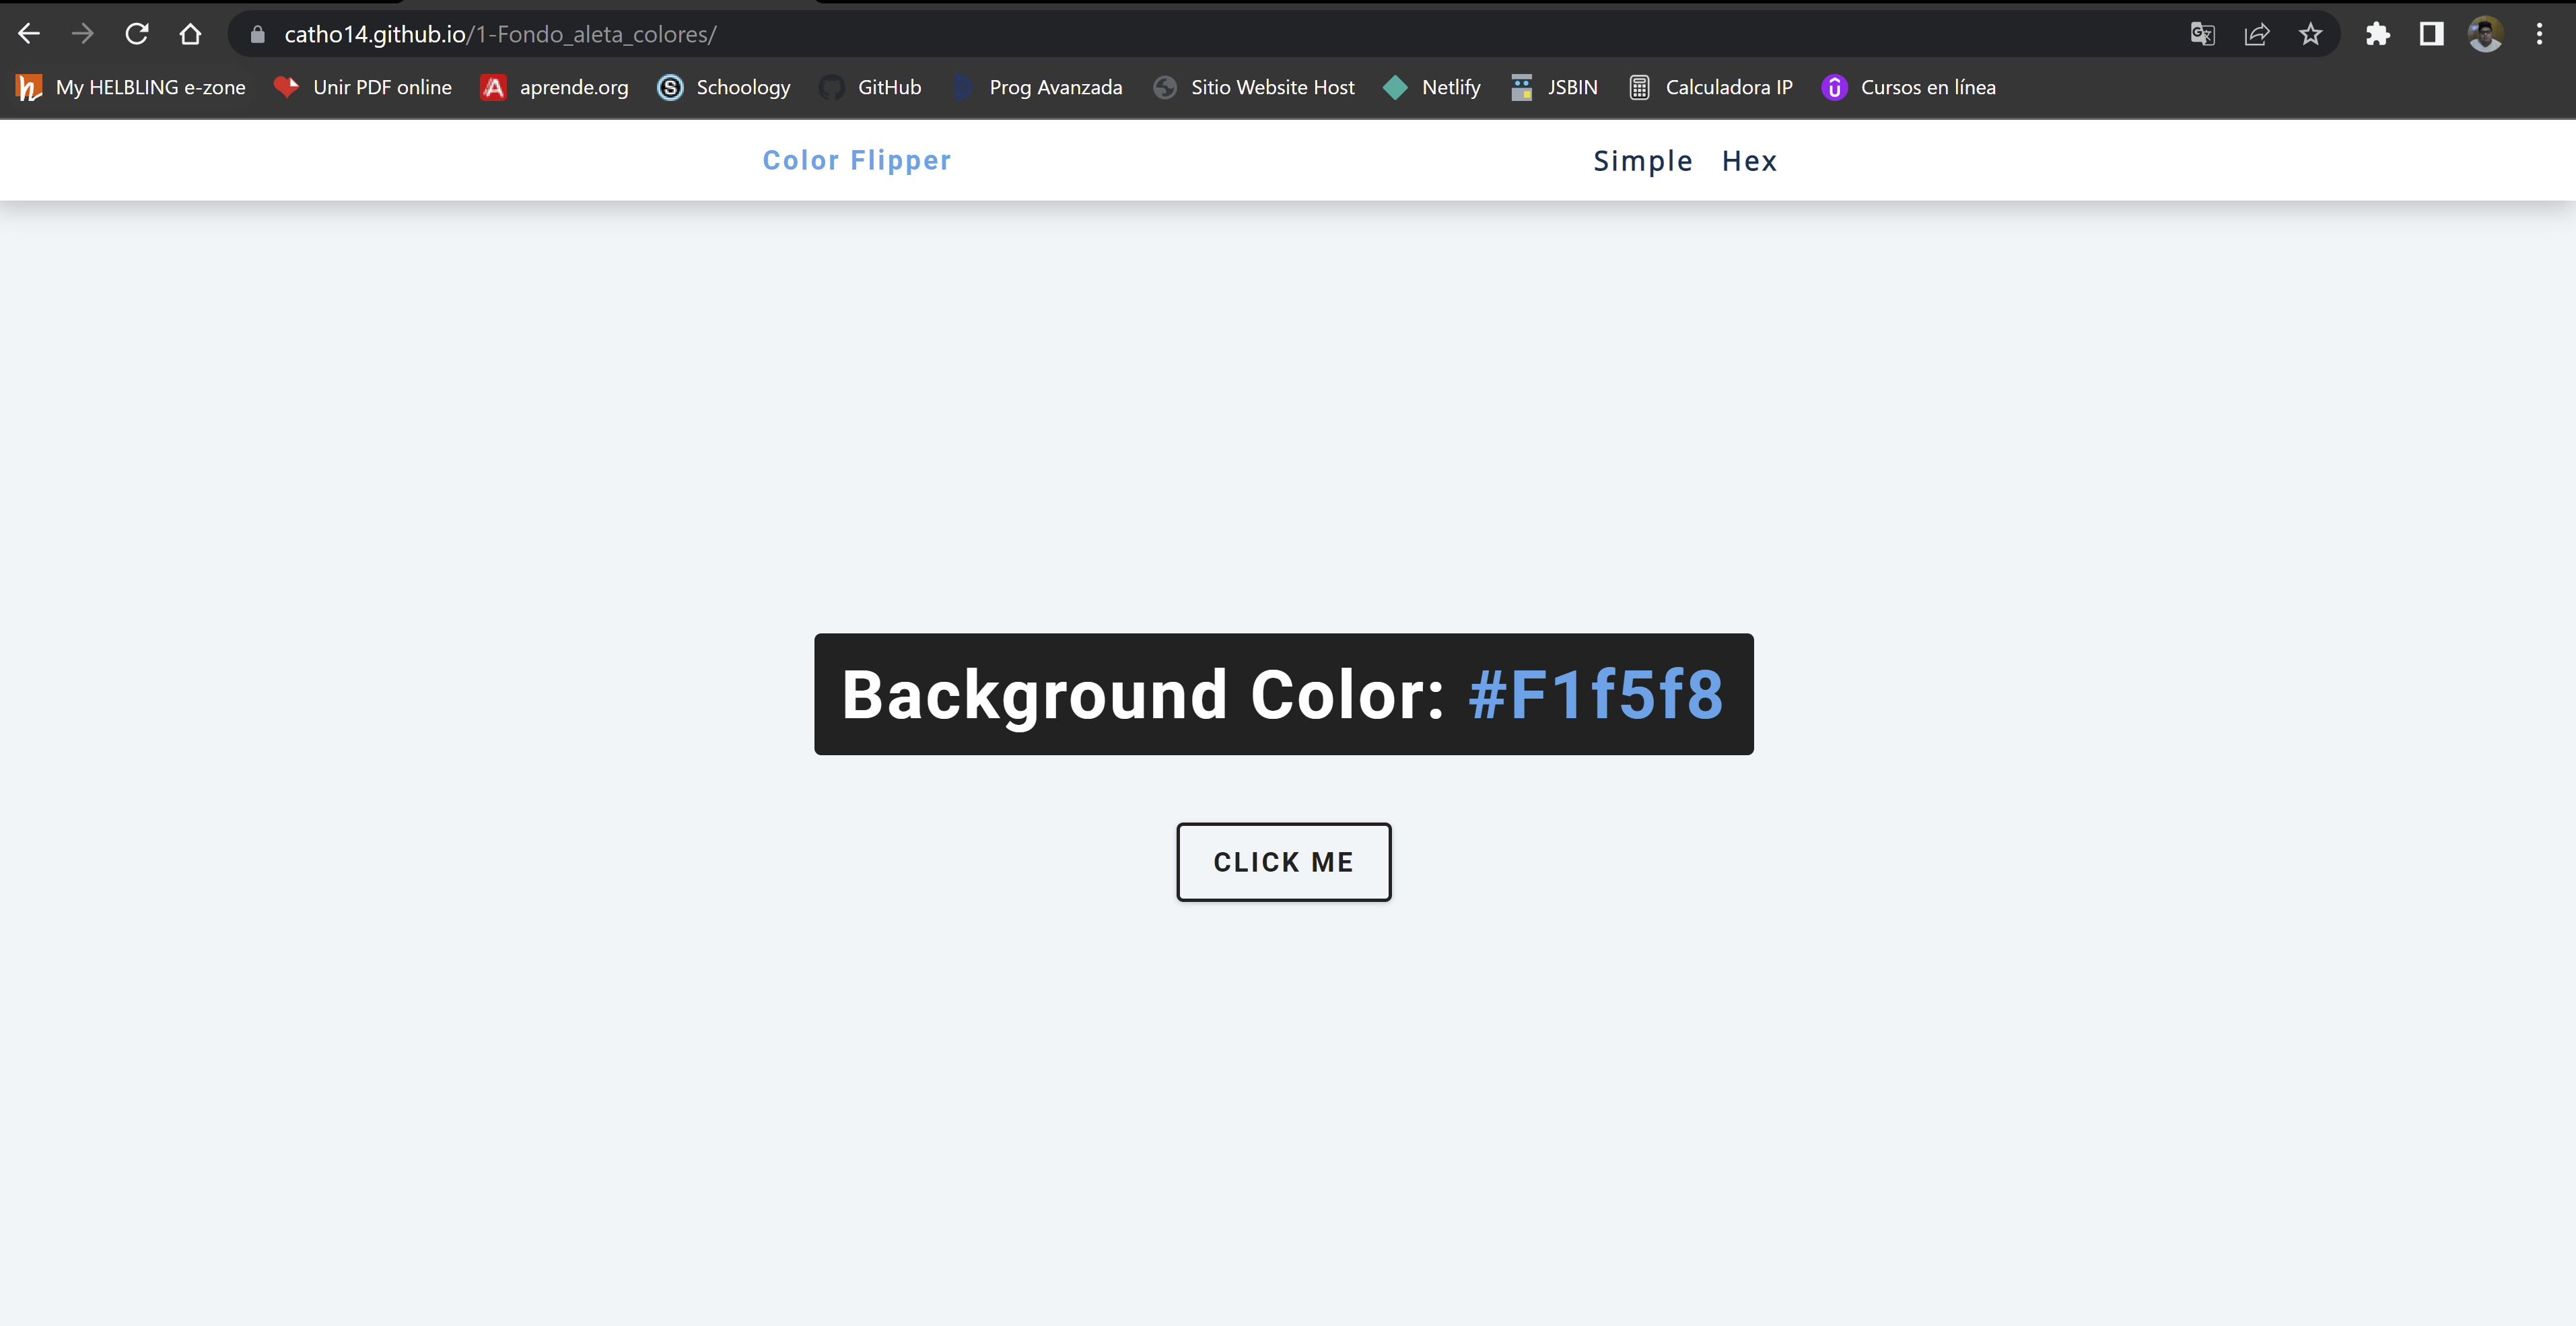 catho14.github.io/1-Fondo_aleta_colores/
My HELBLING e-zone Unir PDF online aprende.org Schoology GitHub Prog Avanzada Sitio Website Host Netlify JSBIN Calculadora IP Cursos en línea
Color Flipper Simple Hex
Background Color: #F1f5f8
CLICK ME